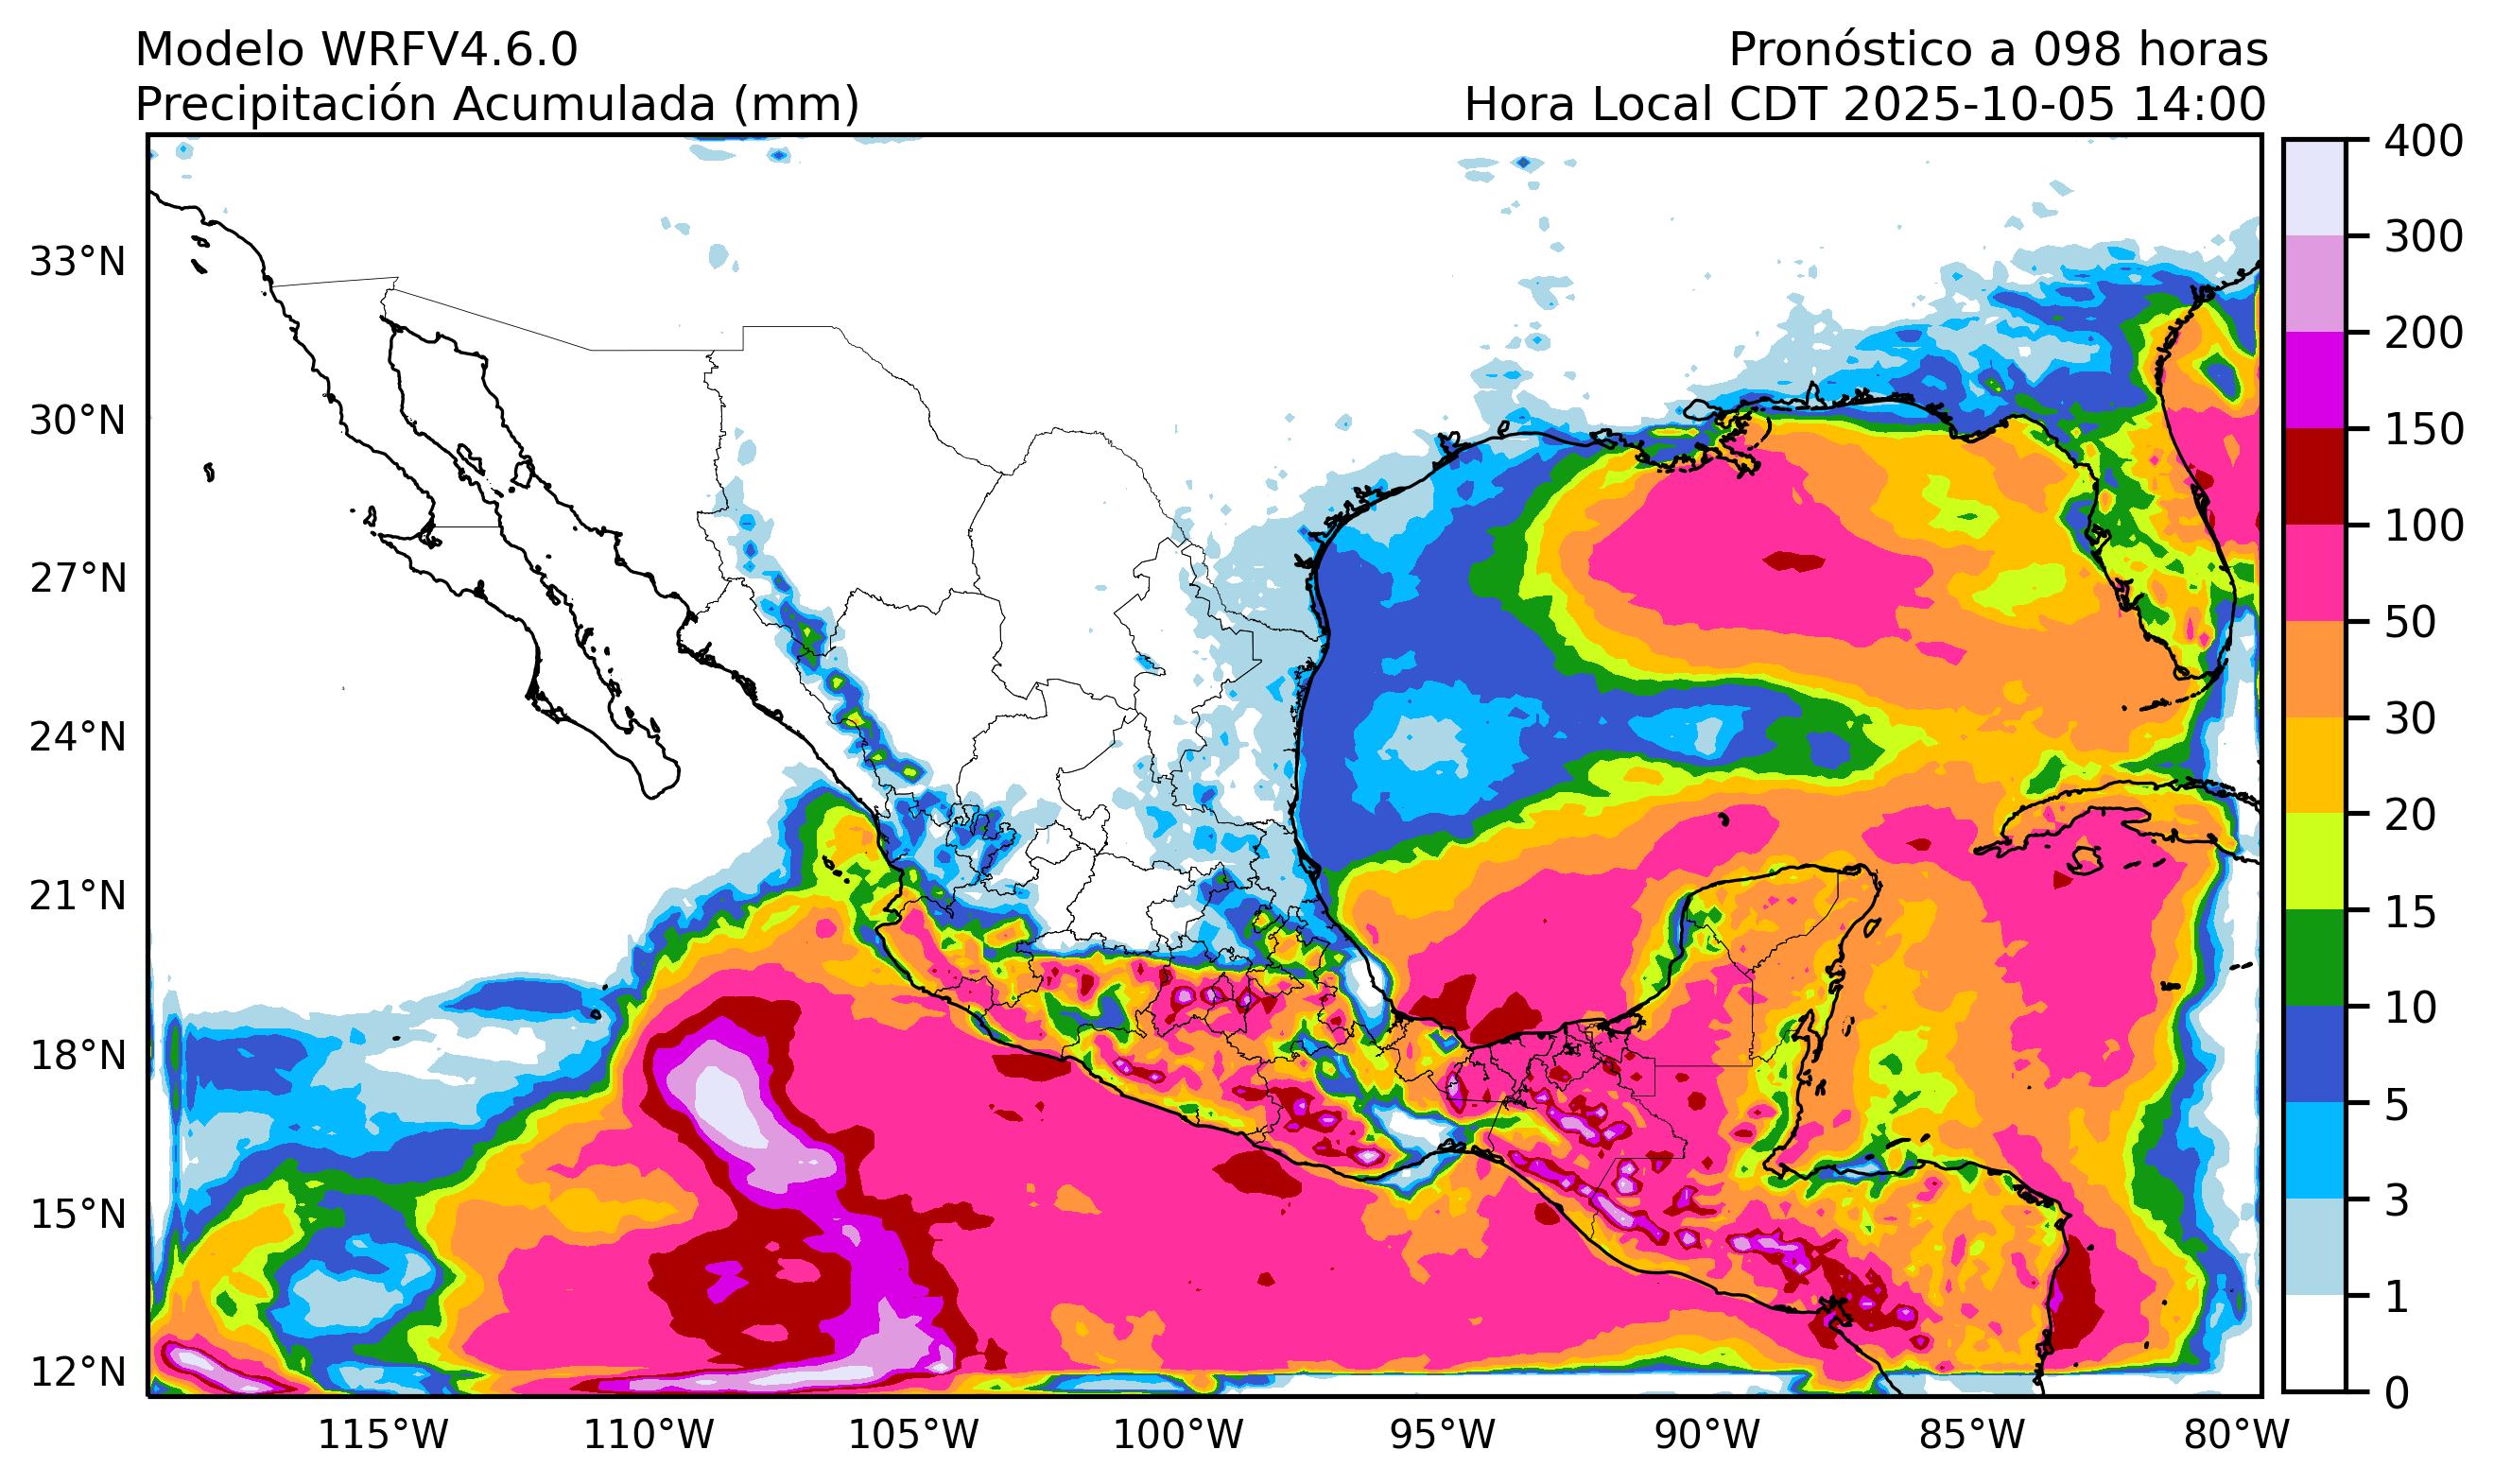 Modelo WRFV4.6.0
Pronóstico a 098 horas
Precipitación Acumulada (mm)
Hora Local CDT 2025-10-05 14:00
33°N
30°N
27°N
24°N
21°N
18°N
15°N
12°N
115°W
110°W
105°W
100°W
95°W
90°W
85°W
80°W
400
300
200
150
100
50
30
20
15
10
5
3
1
0